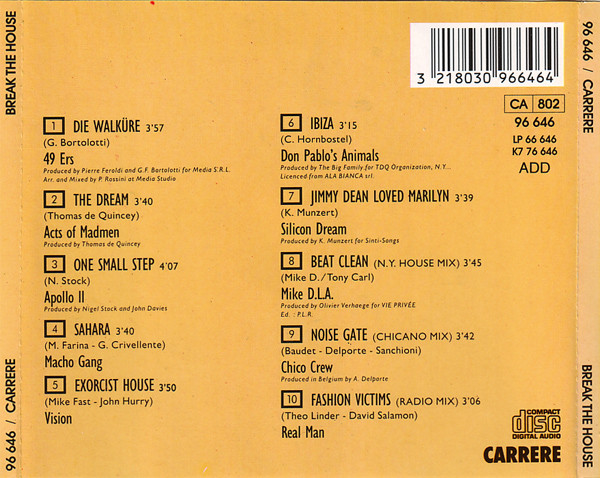 BREAK THE HOUSE
96 646 / CARRERE
1 DIE WALKÜRE 3'57
(G. Bortolotti)
49 Ers
Produced by Pierre Feroldi and G.F. Bortolotti for Media S.R.L.
Arr. and Mixed by P. Rossini at Media Studio
2 THE DREAM 3'40
(Thomas de Quincey)
Acts of Madmen
Produced by Thomas de Quincey
3 ONE SMALL STEP 4'07
(N. Stock)
Apollo II
Produced by Nigel Stock and John Davies
4 SAHARA 3'40
(M. Farina - G. Crivellente)
Macho Gang
5 EXORCIST HOUSE 3'50
(Mike Fast - John Hurry)
Vision
6 IBIZA 3'15
(C. Hornbostel)
Don Pablo's Animals
Produced by The Big Family for TDQ Organization, N.Y...
Licenced from ALA BIANCA srl.
7 JIMMY DEAN LOVED MARILYN 3'39
(K. Munzert)
Silicon Dream
Produced by K. Munzert for Sinti-Songs
8 BEAT CLEAN (N.Y. HOUSE MIX) 3'45
(Mike D./Tony Carl)
Mike D.L.A.
Produced by Olivier Verhaege for VIE PRIVÉE
Ed. : P.L.R.
9 NOISE GATE (CHICANO MIX) 3'42
(Baudet - Delporte - Sanchioni)
Chico Crew
Produced in Belgium by A. Delporte
10 FASHION VICTIMS (RADIO MIX) 3'06
(Theo Linder - David Salamon)
Real Man
3 218030 966464
CA 802
96 646
LP 66 646
K7 76 646
ADD
COMPACT
disc
DIGITAL AUDIO
CARRERE
96 646 / CARRERE
BREAK THE HOUSE